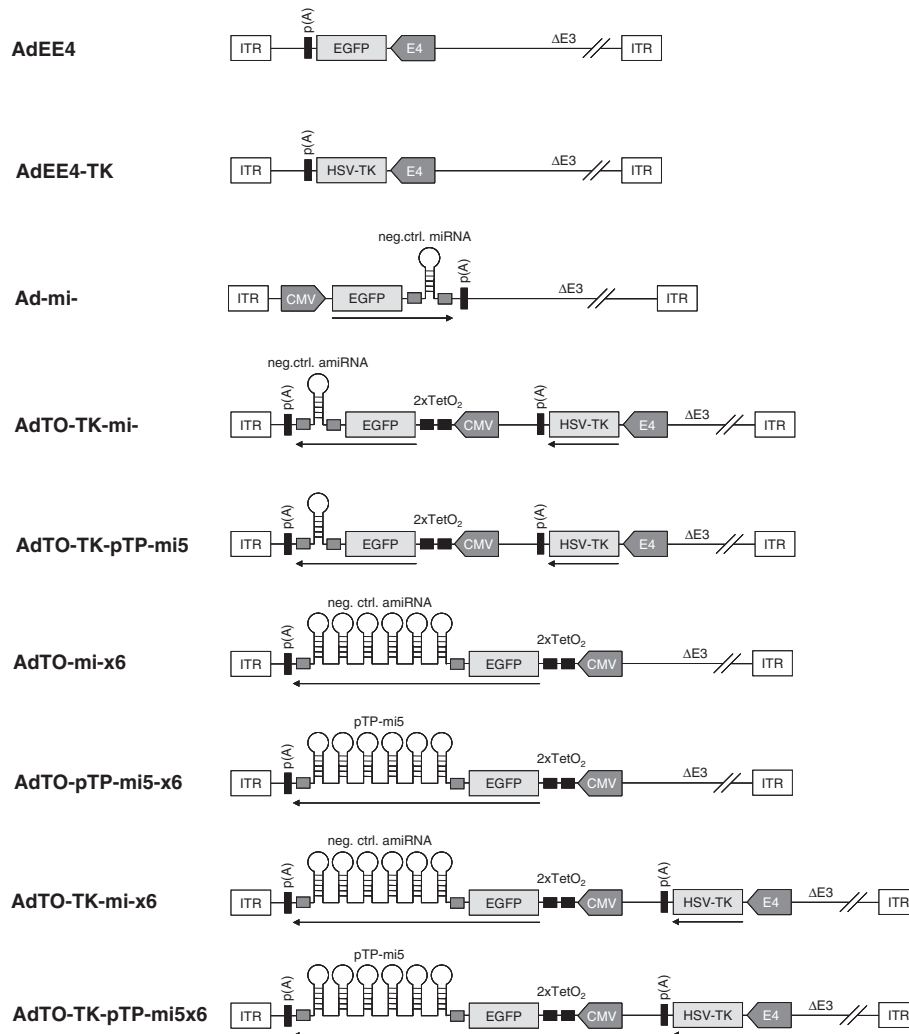 AdEE4
ITR p(A) EGFP E4 ΔE3 ITR
AdEE4-TK
ITR p(A) HSV-TK E4 ΔE3 ITR
neg.ctrl. miRNA
Ad-mi-
ITR CMV EGFP p(A) ΔE3 ITR
neg.ctrl. amiRNA
AdTO-TK-mi-
ITR p(A) EGFP 2xTetO₂ CMV p(A) HSV-TK E4 ΔE3 ITR
AdTO-TK-pTP-mi5
ITR p(A) EGFP 2xTetO₂ CMV p(A) HSV-TK E4 ΔE3 ITR
neg. ctrl. amiRNA
AdTO-mi-x6
ITR p(A) EGFP 2xTetO₂ CMV ΔE3 ITR
pTP-mi5
AdTO-pTP-mi5-x6
ITR p(A) EGFP 2xTetO₂ CMV ΔE3 ITR
neg. ctrl. amiRNA
AdTO-TK-mi-x6
ITR p(A) EGFP 2xTetO₂ CMV p(A) HSV-TK E4 ΔE3 ITR
pTP-mi5
AdTO-TK-pTP-mi5x6
ITR p(A) EGFP 2xTetO₂ CMV p(A) HSV-TK E4 ΔE3 ITR